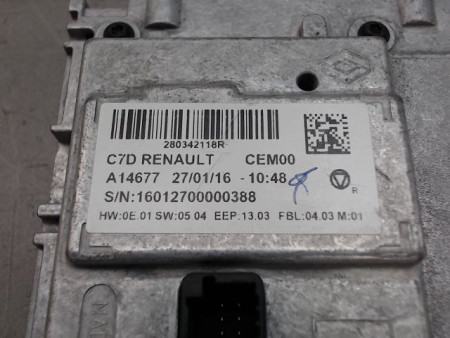 280342118R
C7D RENAULT CEM00
A14677 27/01/16 - 10:48
S/N:16012700000388
R
HW:0E.01 SW:05 04 EEP:13.03 FBL:04.03 M:01